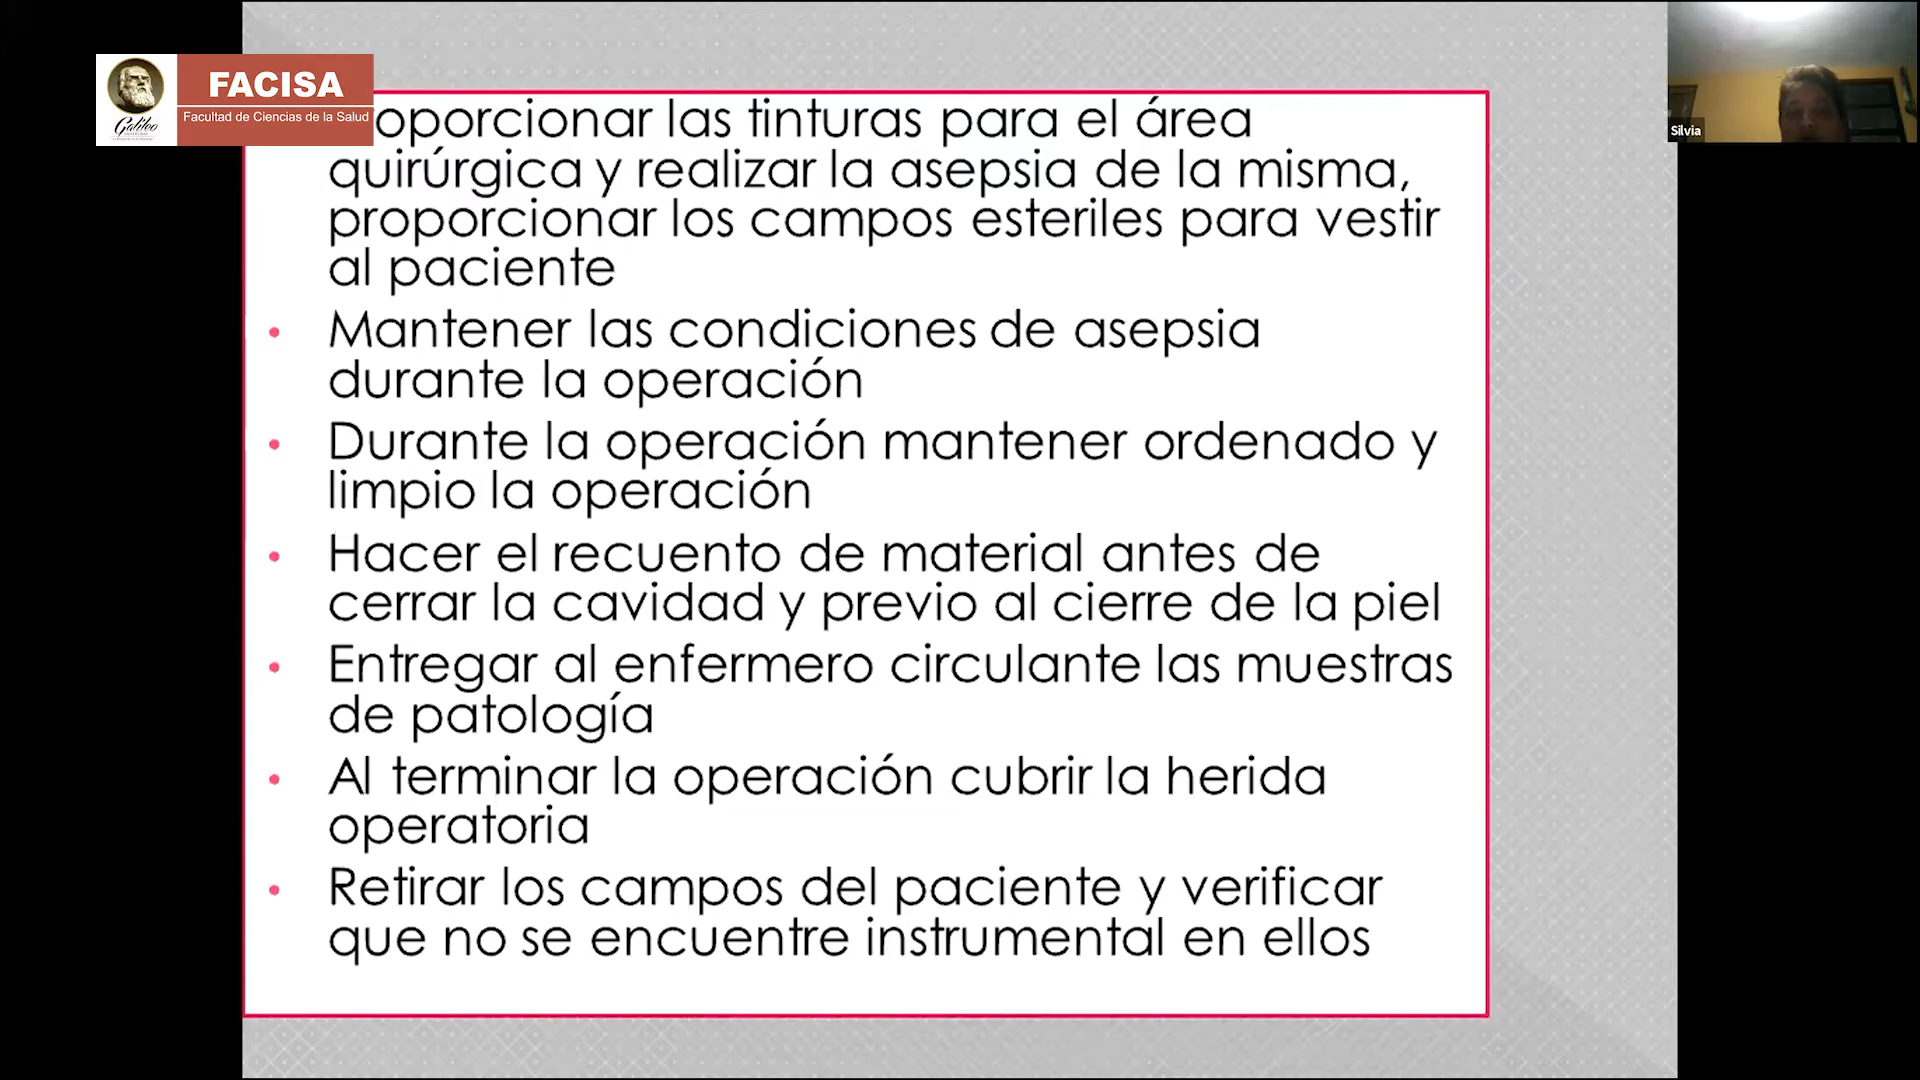 FACISA
Facultad de Ciencias de la Salud
Galileo
Silvia
oporcionar las tinturas para el área
quirúrgica y realizar la asepsia de la misma,
proporcionar los campos esteriles para vestir
al paciente
• Mantener las condiciones de asepsia
durante la operación
• Durante la operación mantener ordenado y
limpio la operación
• Hacer el recuento de material antes de
cerrar la cavidad y previo al cierre de la piel
• Entregar al enfermero circulante las muestras
de patología
• Al terminar la operación cubrir la herida
operatoria
• Retirar los campos del paciente y verificar
que no se encuentre instrumental en ellos